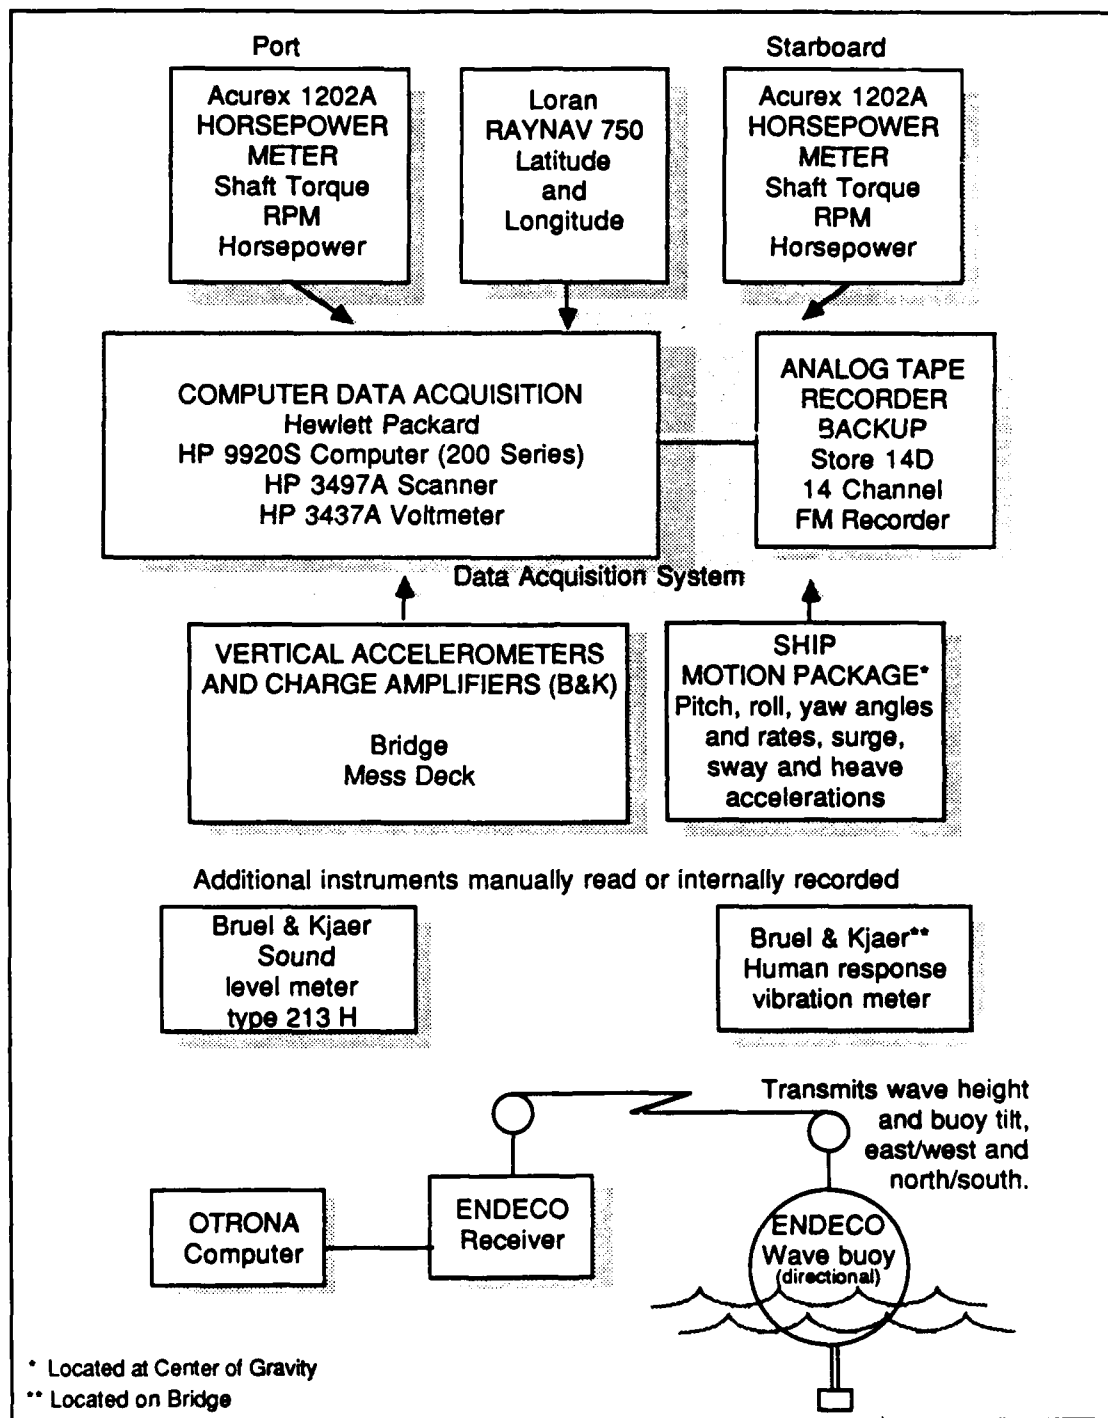 Port
Starboard
Acurex 1202A
HORSEPOWER
METER
Shaft Torque
RPM
Horsepower
Loran
RAYNAV 750
Latitude
and
Longitude
Acurex 1202A
HORSEPOWER
METER
Shaft Torque
RPM
Horsepower
COMPUTER DATA ACQUISITION
Hewlett Packard
HP 9920S Computer (200 Series)
HP 3497A Scanner
HP 3437A Voltmeter
ANALOG TAPE
RECORDER
BACKUP
Store 14D
14 Channel
FM Recorder
Data Acquisition System
VERTICAL ACCELEROMETERS
AND CHARGE AMPLIFIERS (B&K)
Bridge
Mess Deck
SHIP
MOTION PACKAGE*
Pitch, roll, yaw angles
and rates, surge,
sway and heave
accelerations
Additional instruments manually read or internally recorded
Bruel & Kjaer
Sound
level meter
type 213 H
Bruel & Kjaer**
Human response
vibration meter
Transmits wave height
and buoy tilt,
east/west and
north/south.
OTRONA
Computer
ENDECO
Receiver
ENDECO
Wave buoy
(directional)
* Located at Center of Gravity
** Located on Bridge